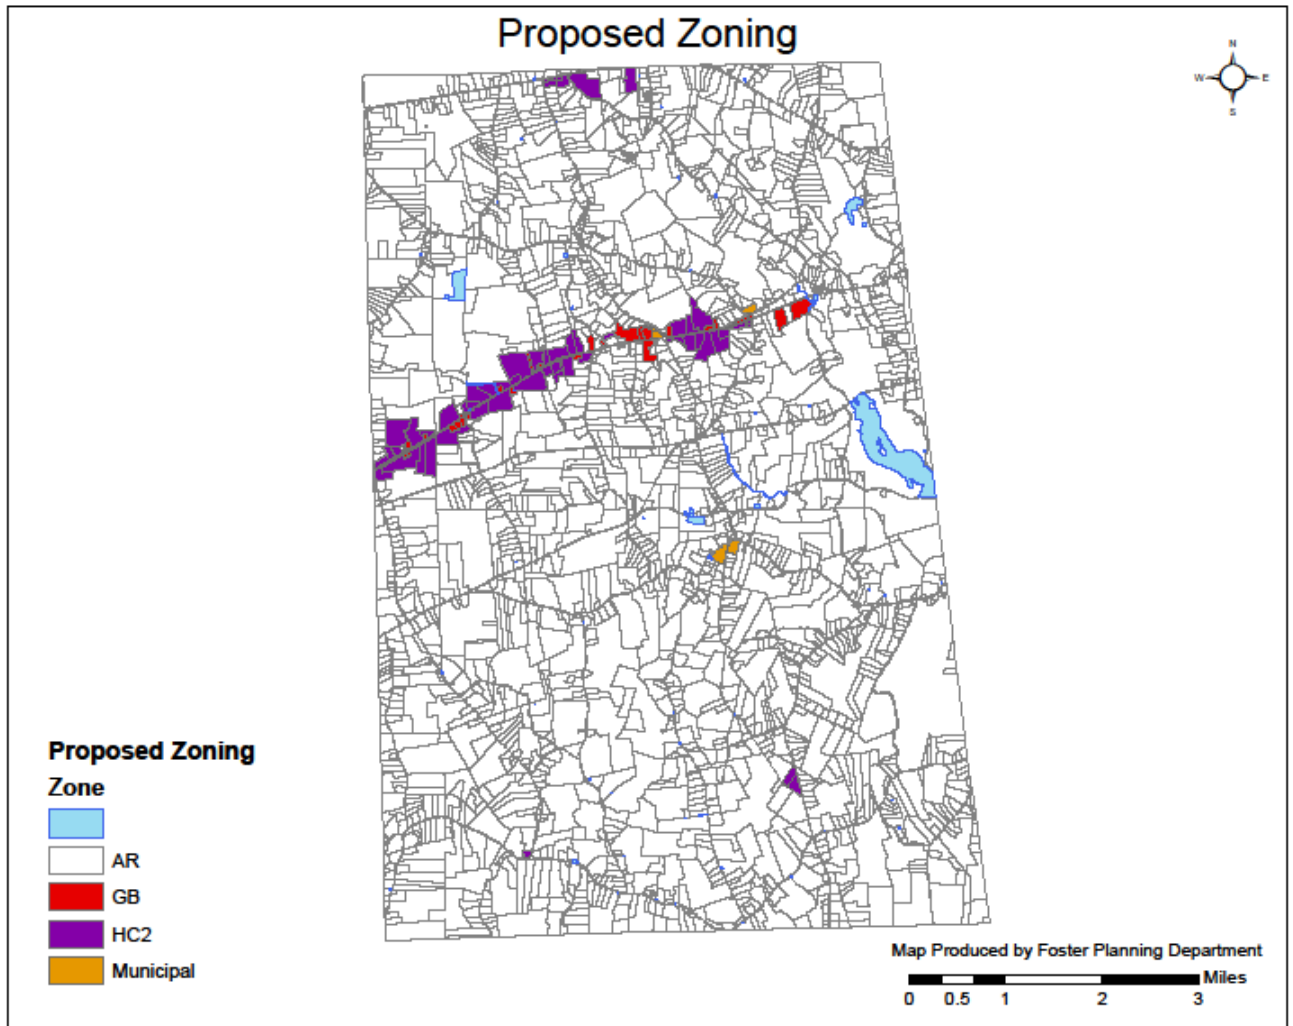 Proposed Zoning
N
W E
S
Proposed Zoning
Zone
AR
GB
HC2
Municipal
Map Produced by Foster Planning Department
Miles
0 0.5 1 2 3